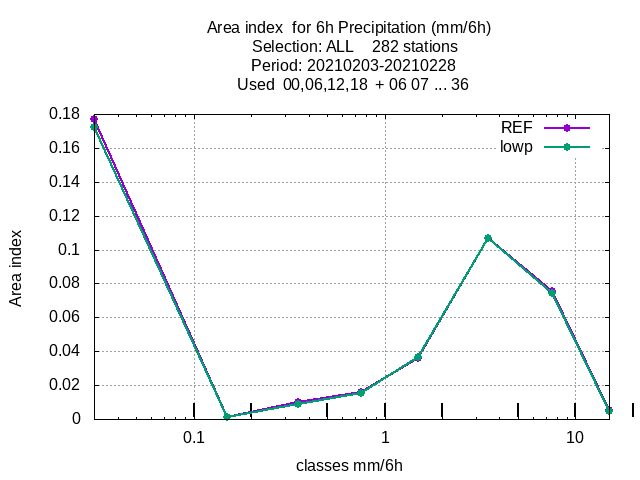 Area index  for 6h Precipitation (mm/6h)
Selection: ALL    282 stations
Period: 20210203-20210228
Used  00,06,12,18  + 06 07 ... 36
REF
lowp
0.18
0.16
0.14
0.12
0.1
0.08
0.06
0.04
0.02
0
Area index
0.1
1
10
classes mm/6h